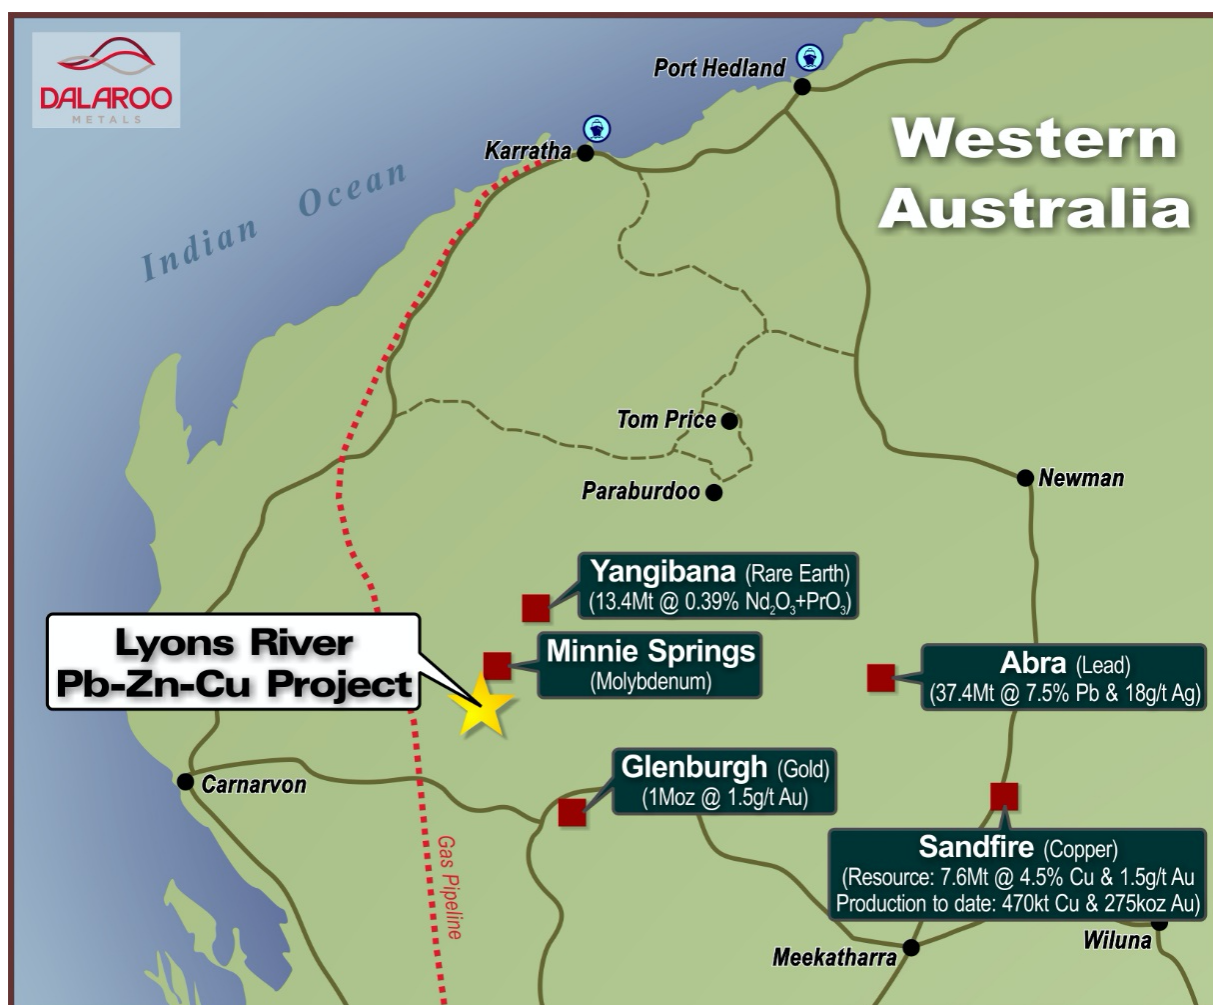 DALAROO
METALS
Port Hedland
Karratha
Western
Australia
Indian Ocean
Tom Price
Paraburdoo
Newman
Yangibana (Rare Earth)
(13.4Mt @ 0.39% Nd₂O₃+PrO₃)
Lyons River
Pb-Zn-Cu Project
Minnie Springs
(Molybdenum)
Abra (Lead)
(37.4Mt @ 7.5% Pb & 18g/t Ag)
Carnarvon
Glenburgh (Gold)
(1Moz @ 1.5g/t Au)
Gas Pipeline
Sandfire (Copper)
(Resource: 7.6Mt @ 4.5% Cu & 1.5g/t Au
Production to date: 470kt Cu & 275koz Au)
Wiluna
Meekatharra